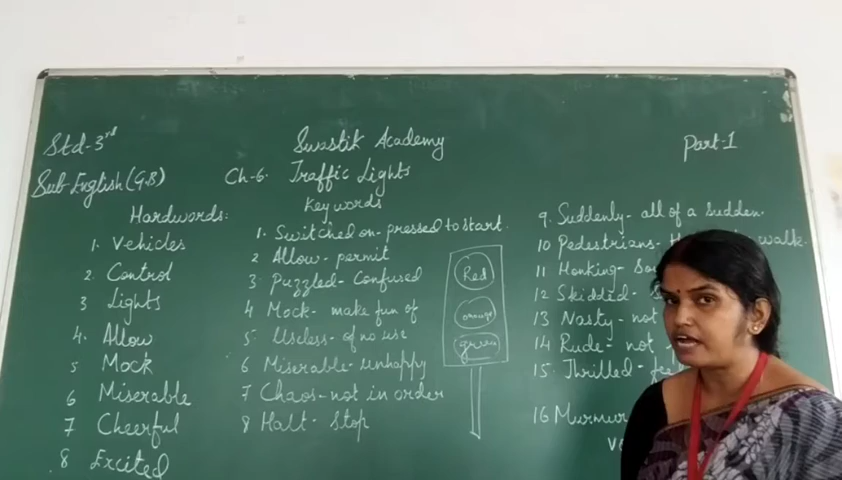 Std-3rd
Swastik Academy
Part-1
Sub English (G.B)
Ch-6. Traffic Lights
Hardwords:
1. Vehicles
2. Control
3 Lights
4. Allow
5 Mock
6 Miserable
7 Cheerful
8 Excited
Key words
1. Switched on - pressed to start.
2 Allow - permit
3 Puzzled - Confused
4 Mock - make fun of
5 Useless - of no use
6 Miserable - unhappy
7 Chaos - not in order
8 Halt - Stop
Red
green
9. Suddenly - all of a sudden.
10 Pedestrians - walk.
11 Honking -
12 Skidded -
13 Nasty - not
14 Rude - not
15. Thrilled -
16